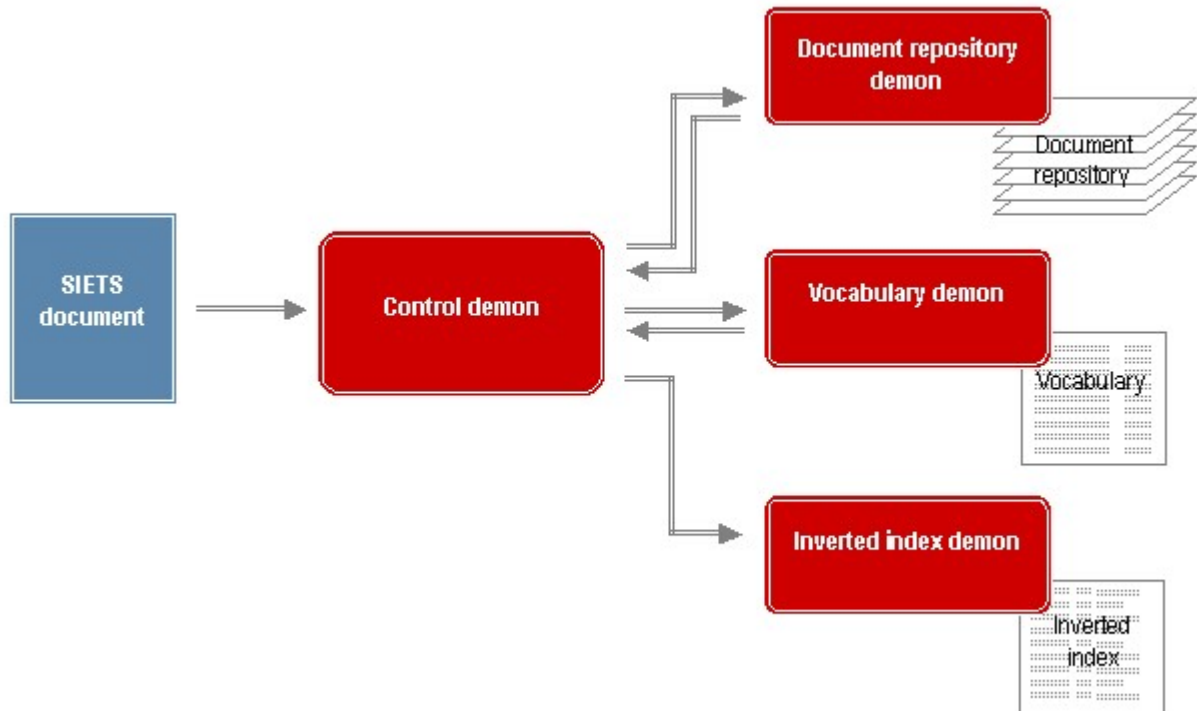 Document repository
demon
Document
repository
SIETS
document
Control demon
Vocabulary demon
Vocabulary
Inverted index demon
Inverted
index